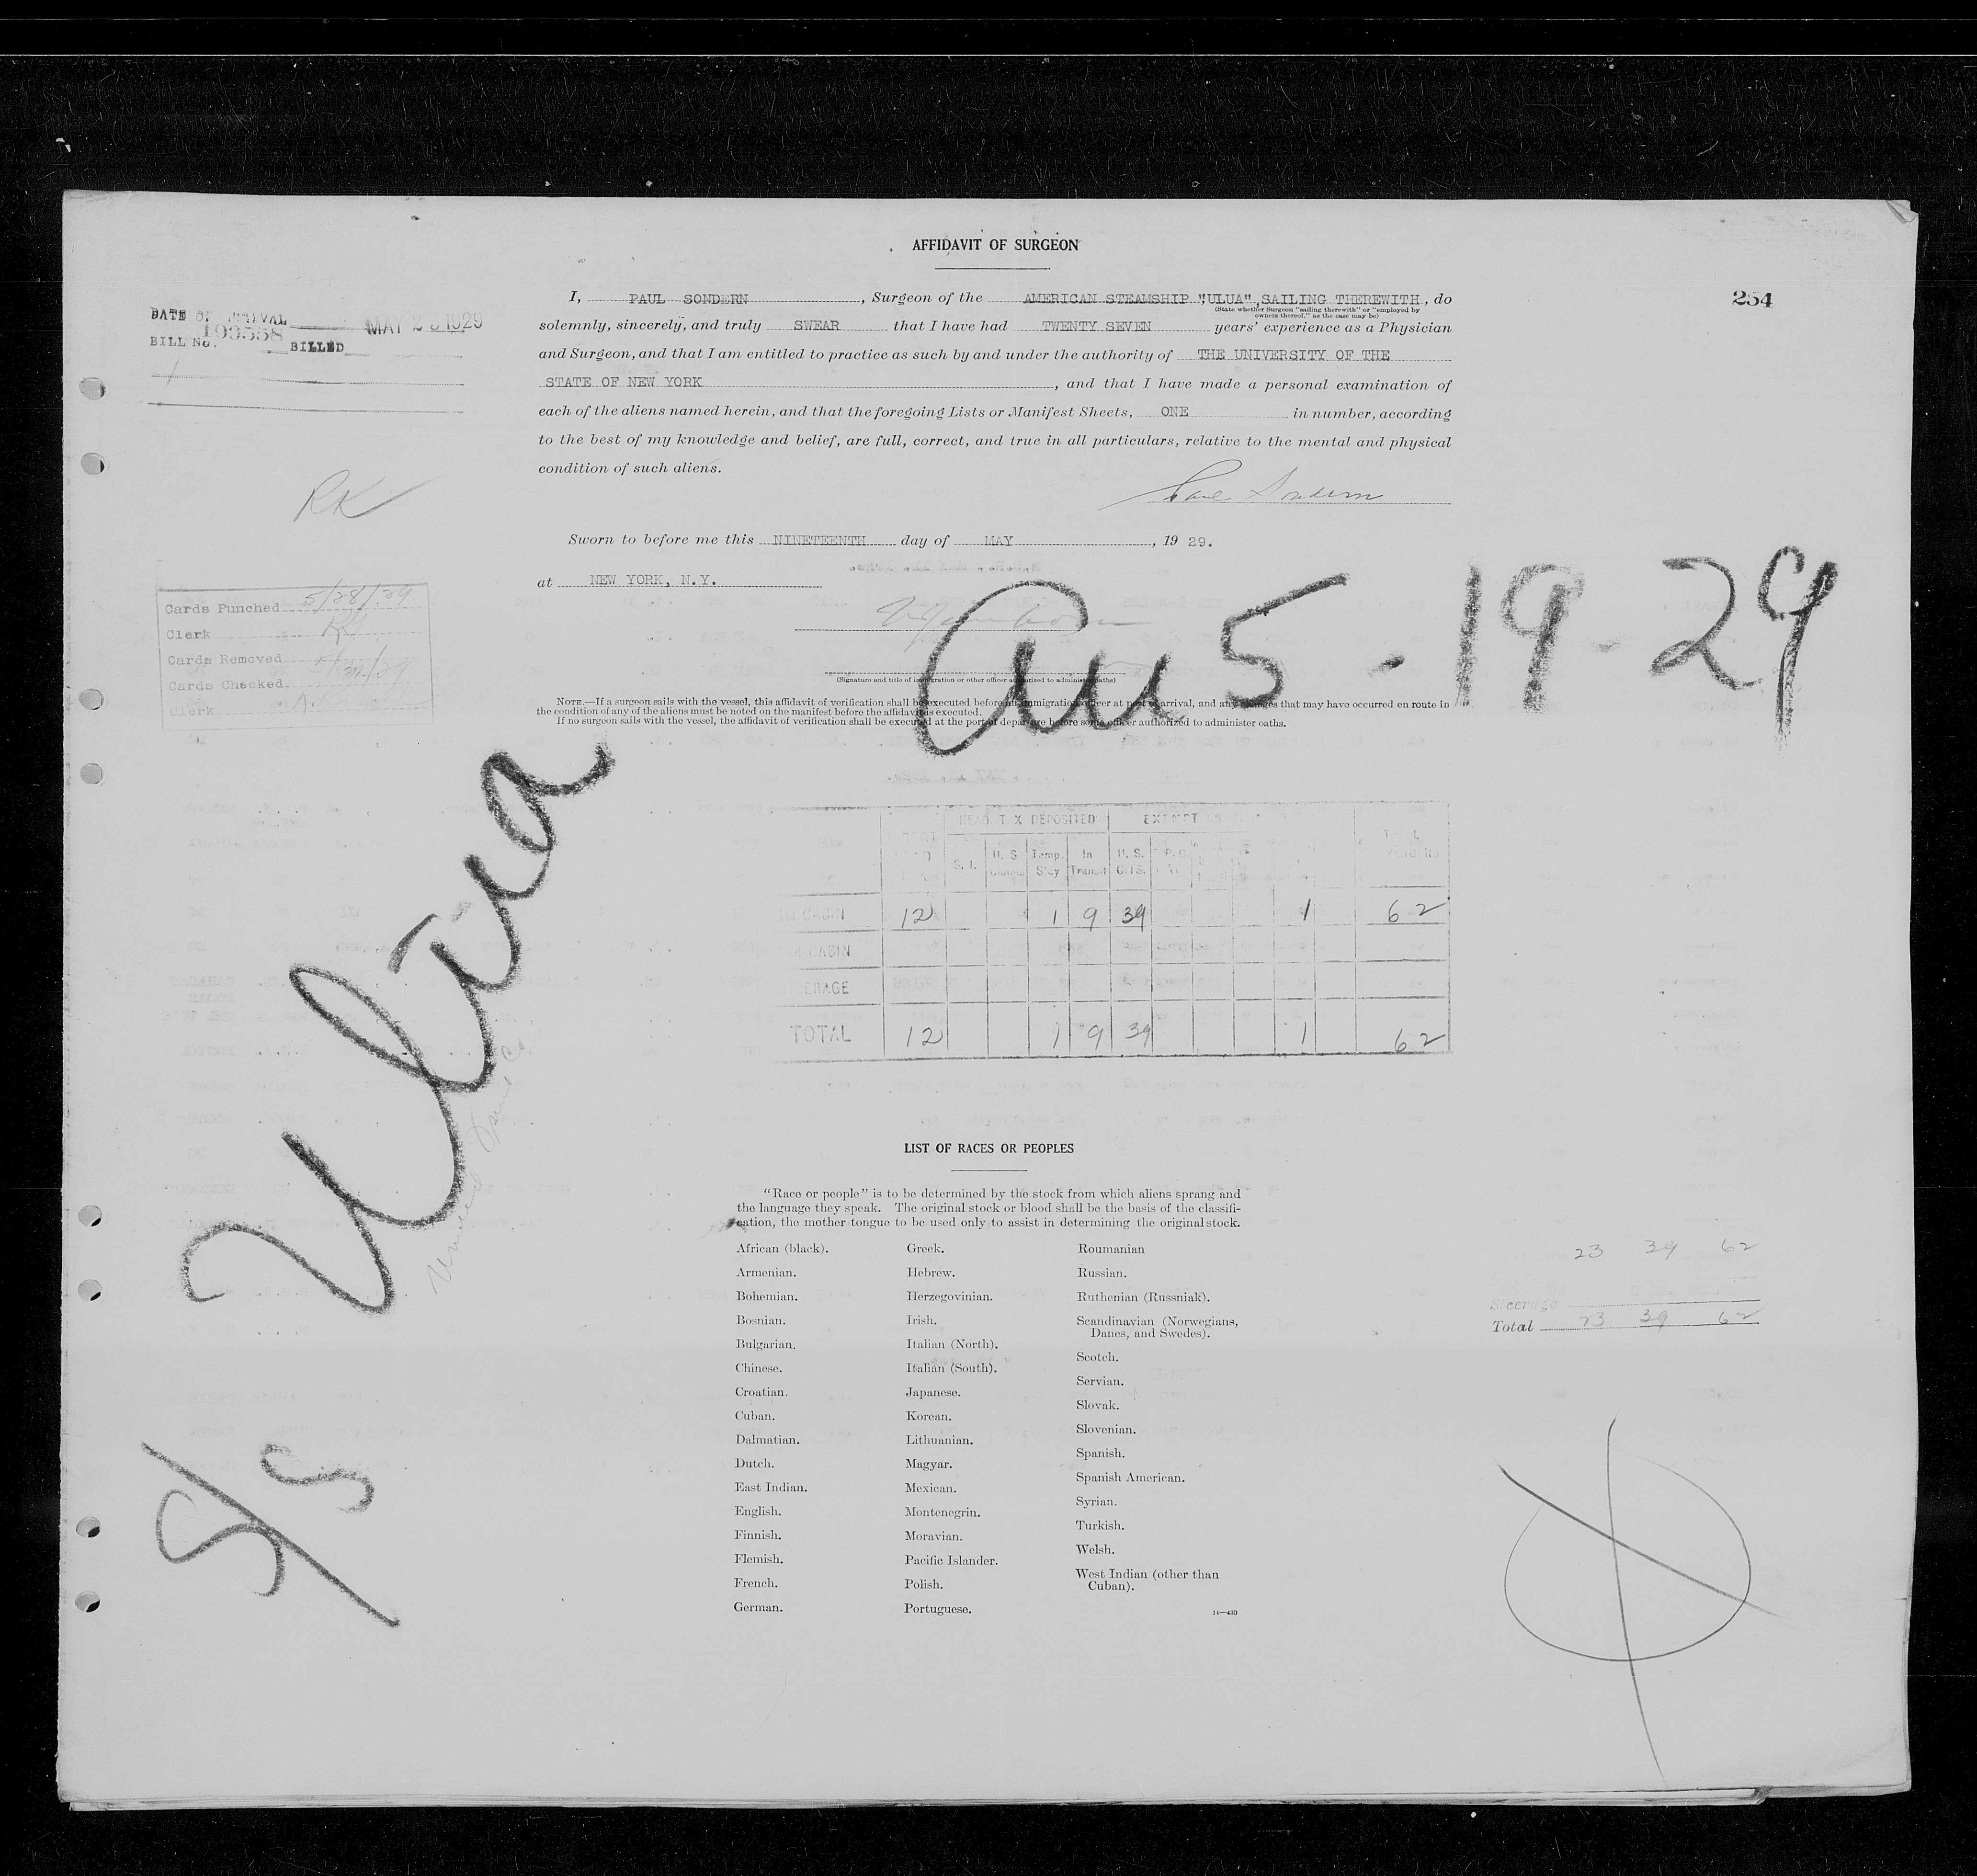 AFFIDAVIT OF SURGEON
254
I, PAUL SONDERN, Surgeon of the AMERICAN STEAMSHIP "ULUA", SAILING THEREWITH, do
(State whether Surgeon "sailing therewith" or "employed by
owners thereof," as the case may be)
solemnly, sincerely, and truly SWEAR that I have had TWENTY SEVEN years' experience as a Physician
and Surgeon, and that I am entitled to practice as such by and under the authority of THE UNIVERSITY OF THE
STATE OF NEW YORK, and that I have made a personal examination of
each of the aliens named herein, and that the foregoing Lists or Manifest Sheets, ONE in number, according
to the best of my knowledge and belief, are full, correct, and true in all particulars, relative to the mental and physical
condition of such aliens.
Paul Sondern
Sworn to before me this NINETEENTH day of MAY, 19 29.
at NEW YORK, N.Y.
(Signature and title of immigration or other officer authorized to administer oaths)
NOTE.—If a surgeon sails with the vessel, this affidavit of verification shall be executed before an immigration officer at port of arrival, and any changes that may have occurred en route in
the condition of any of the aliens must be noted on the manifest before the affidavit is executed.
If no surgeon sails with the vessel, the affidavit of verification shall be executed at the port of departure before some officer authorized to administer oaths.
DATE OF ARRIVAL MAY 1929
BILL No. BILLED
RK
Cards Punched 5/28/29
Clerk RK
Cards Removed
Cards Checked
Clerk
5-19-29
S/S Ulua
United Fruit Co
HEAD TAX DEPOSITED EXEMPT
S. I. U. S. Temp. Stay In Transit U. S. CITS.
CABIN 12 1 9 39 1 62
CABIN
STEERAGE
TOTAL 12 1 9 39 1 62
LIST OF RACES OR PEOPLES
"Race or people" is to be determined by the stock from which aliens sprang and
the language they speak. The original stock or blood shall be the basis of the classifi-
cation, the mother tongue to be used only to assist in determining the original stock.
African (black).
Armenian.
Bohemian.
Bosnian.
Bulgarian.
Chinese.
Croatian.
Cuban.
Dalmatian.
Dutch.
East Indian.
English.
Finnish.
Flemish.
French.
German.
Greek.
Hebrew.
Herzegovinian.
Irish.
Italian (North).
Italian (South).
Japanese.
Korean.
Lithuanian.
Magyar.
Mexican.
Montenegrin.
Moravian.
Pacific Islander.
Polish.
Portuguese.
Roumanian
Russian.
Ruthenian (Russniak).
Scandinavian (Norwegians,
Danes, and Swedes).
Scotch.
Servian.
Slovak.
Slovenian.
Spanish.
Spanish American.
Syrian.
Turkish.
Welsh.
West Indian (other than
Cuban).
14—430
23 39 62
Steerage
Total 23 39 62